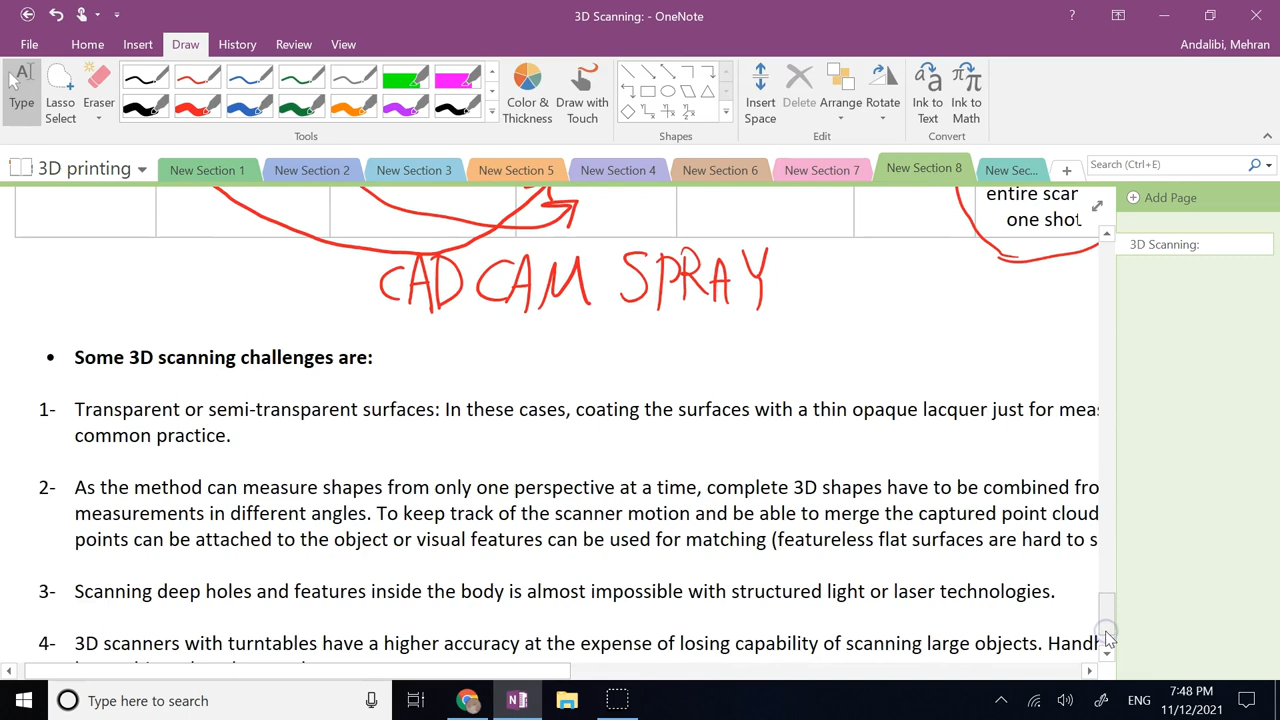 3D Scanning: - OneNote
?
File Home Insert Draw History Review View
Andalibi, Mehran
Type
Lasso Select
Eraser
Color & Thickness
Draw with Touch
Insert Space
Delete
Arrange
Rotate
Ink to Text
Ink to Math
Tools Shapes Edit Convert
3D printing
New Section 1 New Section 2 New Section 3 New Section 5 New Section 4 New Section 6 New Section 7 New Section 8 New Sec...
Search (Ctrl+E)
Add Page
3D Scanning:
entire scan
one shot
CAD CAM SPRAY
• Some 3D scanning challenges are:
1- Transparent or semi-transparent surfaces: In these cases, coating the surfaces with a thin opaque lacquer just for meas
common practice.
2- As the method can measure shapes from only one perspective at a time, complete 3D shapes have to be combined fro
measurements in different angles. To keep track of the scanner motion and be able to merge the captured point cloud
points can be attached to the object or visual features can be used for matching (featureless flat surfaces are hard to s
3- Scanning deep holes and features inside the body is almost impossible with structured light or laser technologies.
4- 3D scanners with turntables have a higher accuracy at the expense of losing capability of scanning large objects. Handh
Type here to search
ENG
7:48 PM
11/12/2021